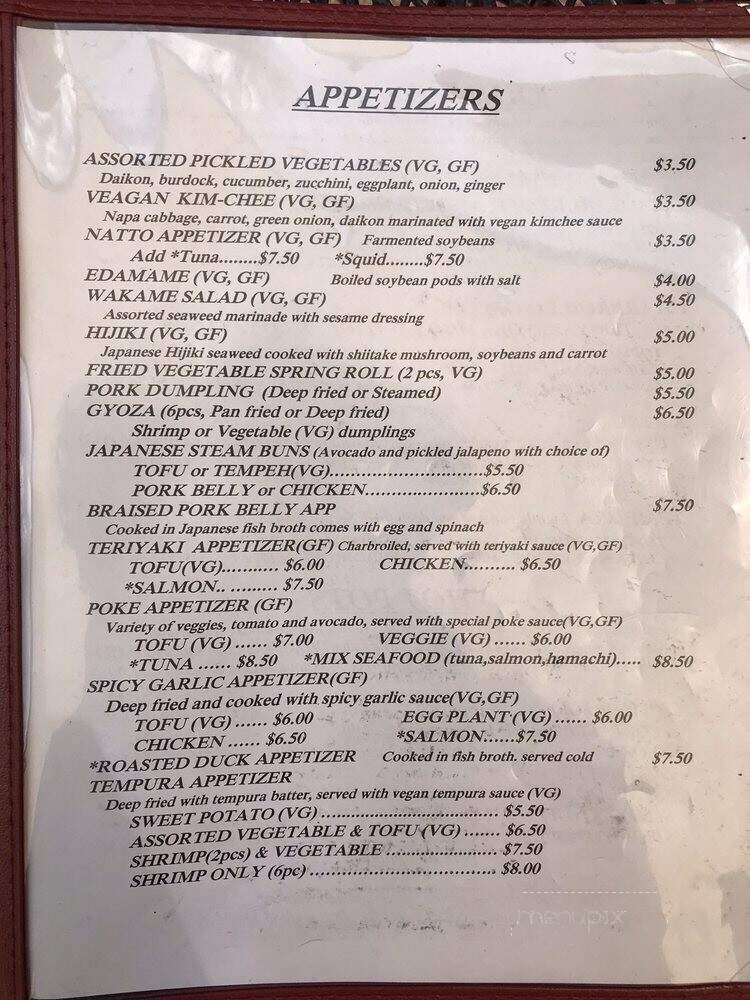 APPETIZERS
ASSORTED PICKLED VEGETABLES (VG, GF) $3.50
Daikon, burdock, cucumber, zucchini, eggplant, onion, ginger
VEAGAN KIM-CHEE (VG, GF) $3.50
Napa cabbage, carrot, green onion, daikon marinated with vegan kimchee sauce
NATTO APPETIZER (VG, GF) Farmented soybeans $3.50
Add *Tuna........$7.50 *Squid........$7.50
EDAMAME (VG, GF) Boiled soybean pods with salt $4.00
WAKAME SALAD (VG, GF) $4.50
Assorted seaweed marinade with sesame dressing
HIJIKI (VG, GF) $5.00
Japanese Hijiki seaweed cooked with shiitake mushroom, soybeans and carrot
FRIED VEGETABLE SPRING ROLL (2 pcs, VG) $5.00
PORK DUMPLING (Deep fried or Steamed) $5.50
GYOZA (6pcs, Pan fried or Deep fried) $6.50
Shrimp or Vegetable (VG) dumplings
JAPANESE STEAM BUNS (Avocado and pickled jalapeno with choice of)
TOFU or TEMPEH(VG)..............................$5.50
PORK BELLY or CHICKEN......................$6.50
BRAISED PORK BELLY APP $7.50
Cooked in Japanese fish broth comes with egg and spinach
TERIYAKI APPETIZER(GF) Charbroiled, served with teriyaki sauce (VG,GF)
TOFU(VG)........... $6.00 CHICKEN.......... $6.50
*SALMON.. ......... $7.50
POKE APPETIZER (GF)
Variety of veggies, tomato and avocado, served with special poke sauce(VG,GF)
TOFU (VG) ...... $7.00 VEGGIE (VG) ...... $6.00
*TUNA ...... $8.50 *MIX SEAFOOD (tuna,salmon,hamachi)..... $8.50
SPICY GARLIC APPETIZER(GF)
Deep fried and cooked with spicy garlic sauce(VG,GF)
TOFU (VG) ...... $6.00 EGG PLANT (VG) ...... $6.00
CHICKEN ...... $6.50 *SALMON......$7.50
*ROASTED DUCK APPETIZER Cooked in fish broth. served cold $7.50
TEMPURA APPETIZER
Deep fried with tempura batter, served with vegan tempura sauce (VG)
SWEET POTATO (VG) ................................... $5.50
ASSORTED VEGETABLE & TOFU (VG) ....... $6.50
SHRIMP(2pcs) & VEGETABLE ...................... $7.50
SHRIMP ONLY (6pc) .................................... $8.00
menupix